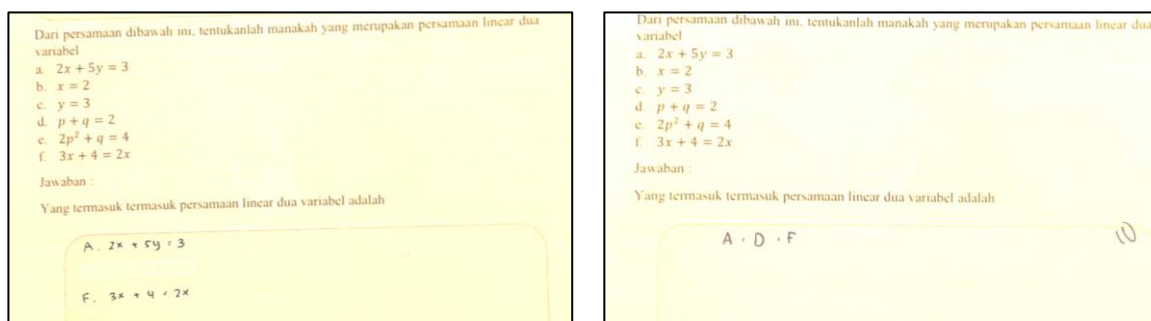 Dari persamaan dibawah ini, tentukanlah manakah yang merupakan persamaan linear dua
variabel
a. 2x + 5y = 3
b. x = 2
c. y = 3
d. p + q = 2
e. 2p² + q = 4
f. 3x + 4 = 2x
Jawaban :
Yang termasuk termasuk persamaan linear dua variabel adalah
A. 2x + 5y = 3
F. 3x + 4 = 2x
Dari persamaan dibawah ini, tentukanlah manakah yang merupakan persamaan linear dua
variabel
a. 2x + 5y = 3
b. x = 2
c. y = 3
d. p + q = 2
e. 2p² + q = 4
f. 3x + 4 = 2x
Jawaban :
Yang termasuk termasuk persamaan linear dua variabel adalah
A , D , F
10